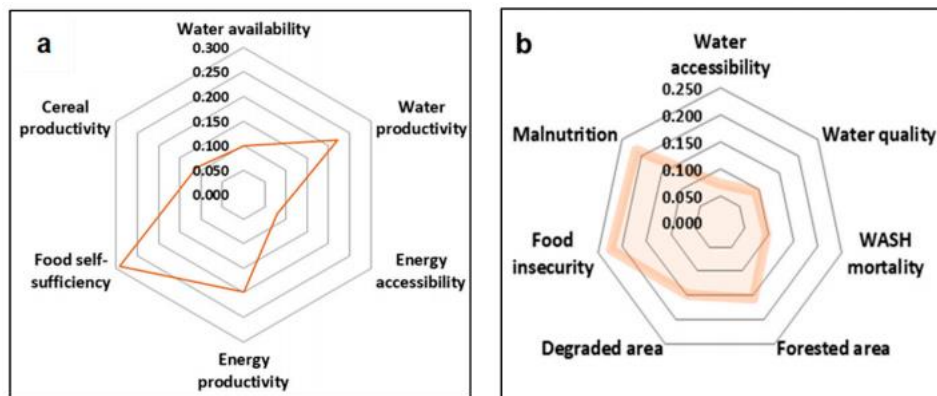 a
Water availability
0.300
0.250
0.200
0.150
0.100
0.050
0.000
Cereal
productivity
Water
productivity
Food self-
sufficiency
Energy
accessibility
Energy
productivity
b
Water
accessibility
0.250
0.200
0.150
0.100
0.050
0.000
Malnutrition
Water quality
Food
insecurity
WASH
mortality
Degraded area
Forested area